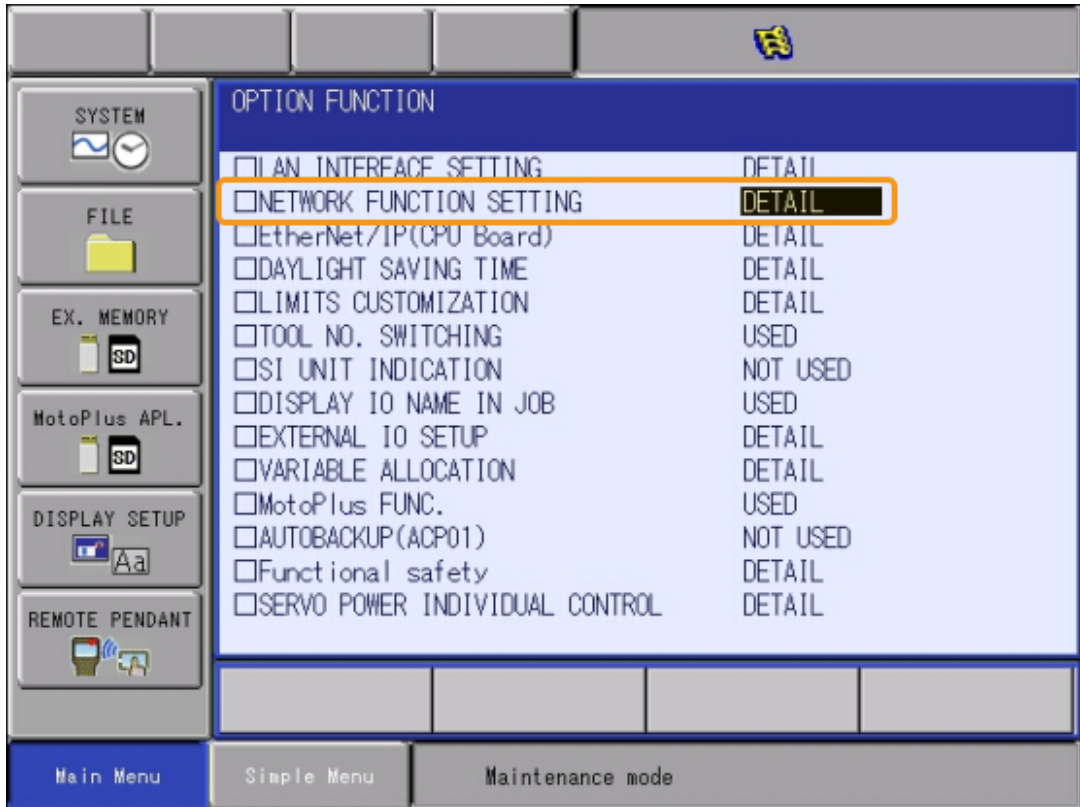 SYSTEM
FILE
EX. MEMORY
SD
MotoPlus APL.
SD
DISPLAY SETUP
Aa
REMOTE PENDANT
OPTION FUNCTION
LAN INTERFACE SETTING DETAIL
NETWORK FUNCTION SETTING DETAIL
EtherNet/IP(CPU Board) DETAIL
DAYLIGHT SAVING TIME DETAIL
LIMITS CUSTOMIZATION DETAIL
TOOL NO. SWITCHING USED
SI UNIT INDICATION NOT USED
DISPLAY IO NAME IN JOB USED
EXTERNAL IO SETUP DETAIL
VARIABLE ALLOCATION DETAIL
MotoPlus FUNC. USED
AUTOBACKUP(ACP01) NOT USED
Functional safety DETAIL
SERVO POWER INDIVIDUAL CONTROL DETAIL
Main Menu
Simple Menu
Maintenance mode